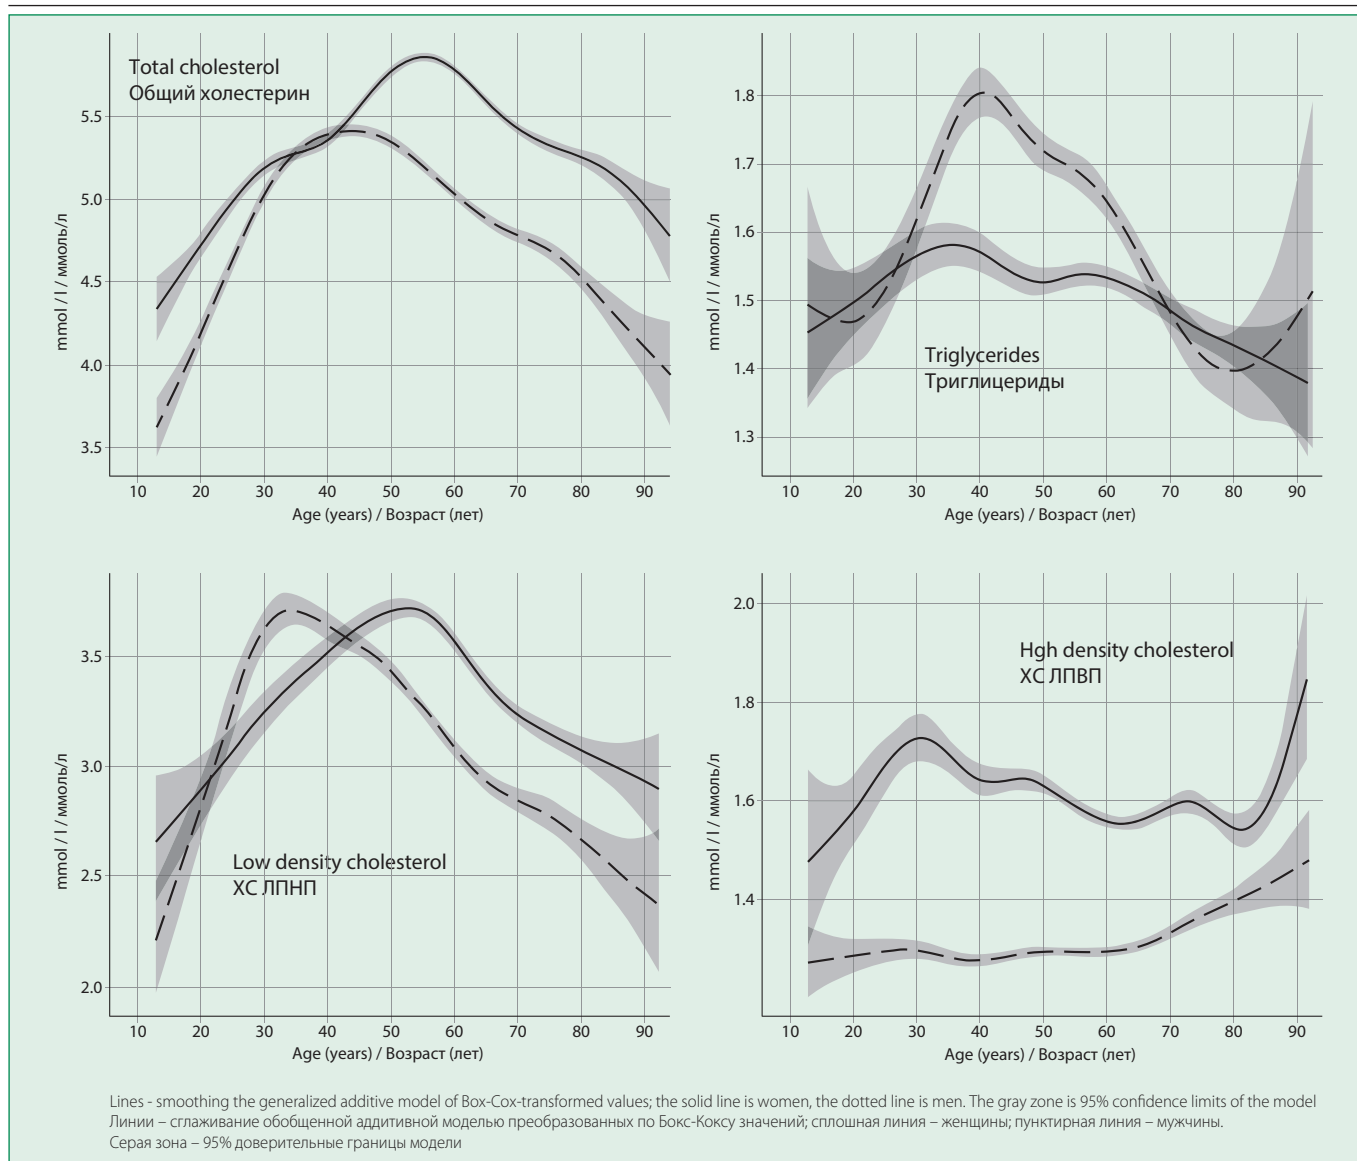 Total cholesterol
Общий холестерин
5.5
5.0
4.5
4.0
3.5
mmol / l / ммоль/л
10 20 30 40 50 60 70 80 90
Age (years) / Возраст (лет)
1.8
1.7
1.6
1.5
1.4
1.3
mmol / l / ммоль/л
Triglycerides
Триглицериды
10 20 30 40 50 60 70 80 90
Age (years) / Возраст (лет)
3.5
3.0
2.5
2.0
mmol / l / ммоль/л
Low density cholesterol
ХС ЛПНП
10 20 30 40 50 60 70 80 90
Age (years) / Возраст (лет)
2.0
1.8
1.6
1.4
mmol / l / ммоль/л
Hgh density cholesterol
ХС ЛПВП
10 20 30 40 50 60 70 80 90
Age (years) / Возраст (лет)
Lines - smoothing the generalized additive model of Box-Cox-transformed values; the solid line is women, the dotted line is men. The gray zone is 95% confidence limits of the model
Линии – сглаживание обобщенной аддитивной моделью преобразованных по Бокс-Коксу значений; сплошная линия – женщины; пунктирная линия – мужчины.
Серая зона – 95% доверительные границы модели